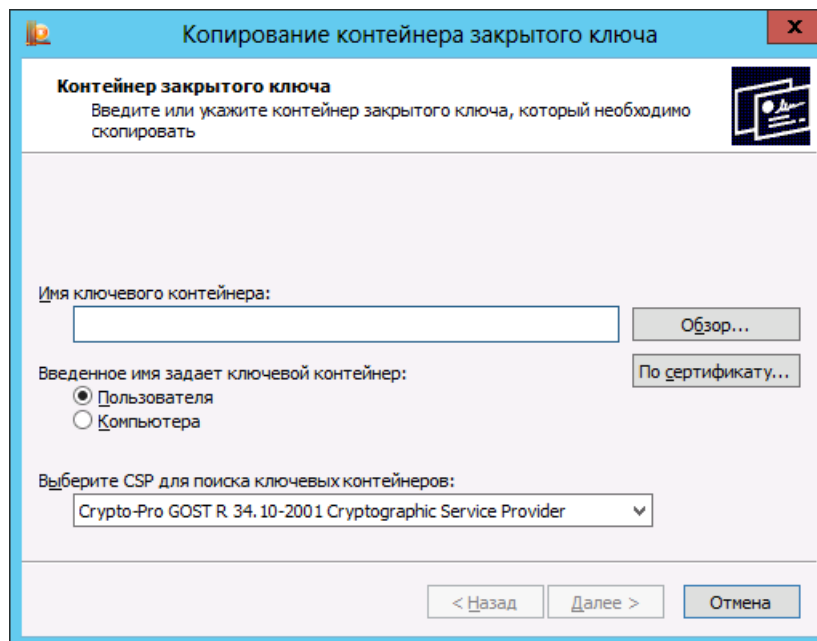 Копирование контейнера закрытого ключа
x
Контейнер закрытого ключа
Введите или укажите контейнер закрытого ключа, который необходимо
скопировать
Имя ключевого контейнера:
Обзор...
Введенное имя задает ключевой контейнер:
По сертификату...
Пользователя
Компьютера
Выберите CSP для поиска ключевых контейнеров:
Crypto-Pro GOST R 34.10-2001 Cryptographic Service Provider
< Назад
Далее >
Отмена